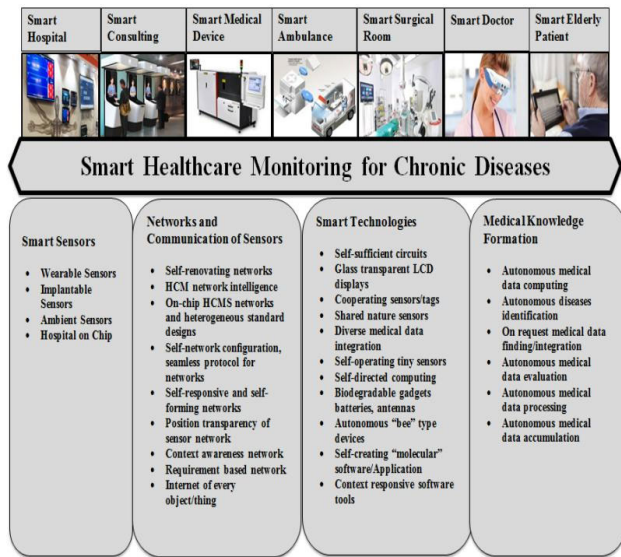 Smart
Hospital
Smart
Consulting
Smart Medical
Device
Smart
Ambulance
Smart Surgical
Room
Smart Doctor
Smart Elderly
Patient
Smart Healthcare Monitoring for Chronic Diseases
Smart Sensors
• Wearable Sensors
• Implantable
Sensors
• Ambient Sensors
• Hospital on Chip
Networks and
Communication of Sensors
• Self-renovating networks
• HCM network intelligence
• On-chip HCMS networks
and heterogeneous standard
designs
• Self-network configuration,
seamless protocol for
networks
• Self-responsive and self-
forming networks
• Position transparency of
sensor network
• Context awareness network
• Requirement based network
• Internet of every
object/thing
Smart Technologies
• Self-sufficient circuits
• Glass transparent LCD
displays
• Cooperating sensors/tags
• Shared nature sensors
• Diverse medical data
integration
• Self-operating tiny sensors
• Self-directed computing
• Biodegradable gadgets
batteries, antennas
• Autonomous “bee” type
devices
• Self-creating “molecular”
software/Application
• Context responsive software
tools
Medical Knowledge
Formation
• Autonomous medical
data computing
• Autonomous diseases
identification
• On request medical data
finding/integration
• Autonomous medical
data evaluation
• Autonomous medical
data processing
• Autonomous medical
data accumulation